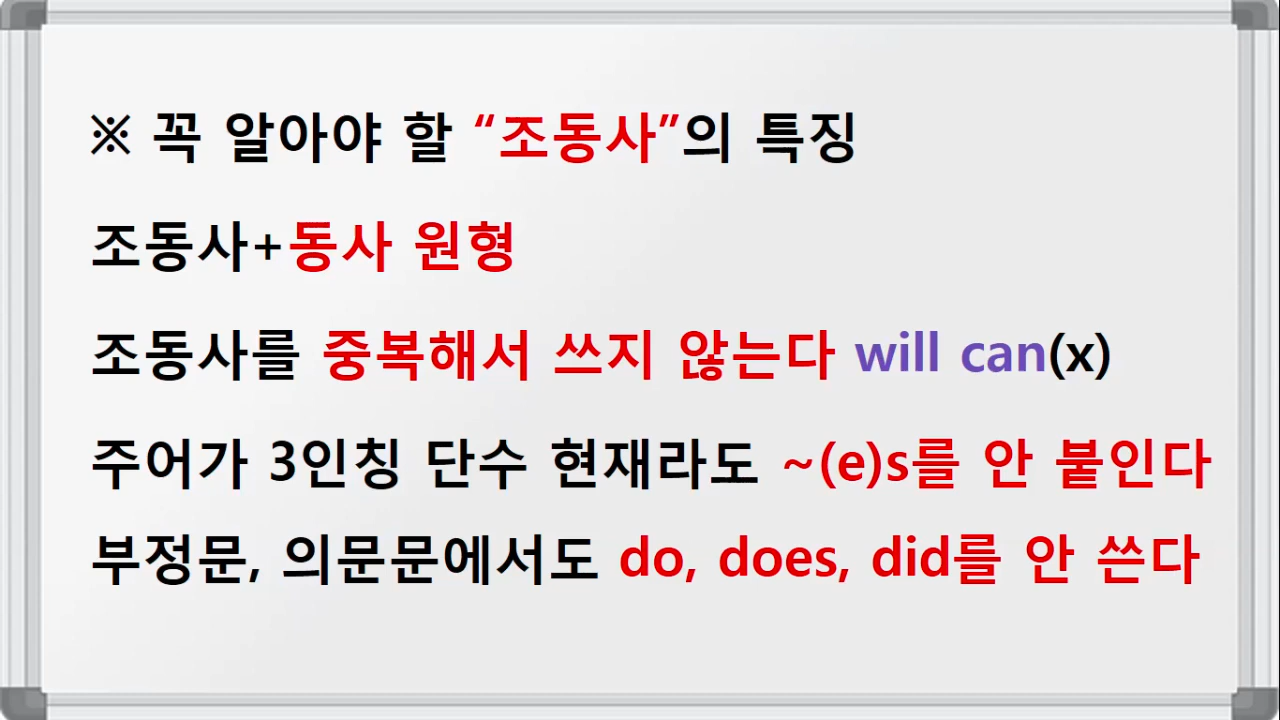 ※ 꼭 알아야 할 “조동사”의 특징
조동사+동사 원형
조동사를 중복해서 쓰지 않는다 will can(x)
주어가 3인칭 단수 현재라도 ~(e)s를 안 붙인다
부정문, 의문문에서도 do, does, did를 안 쓴다